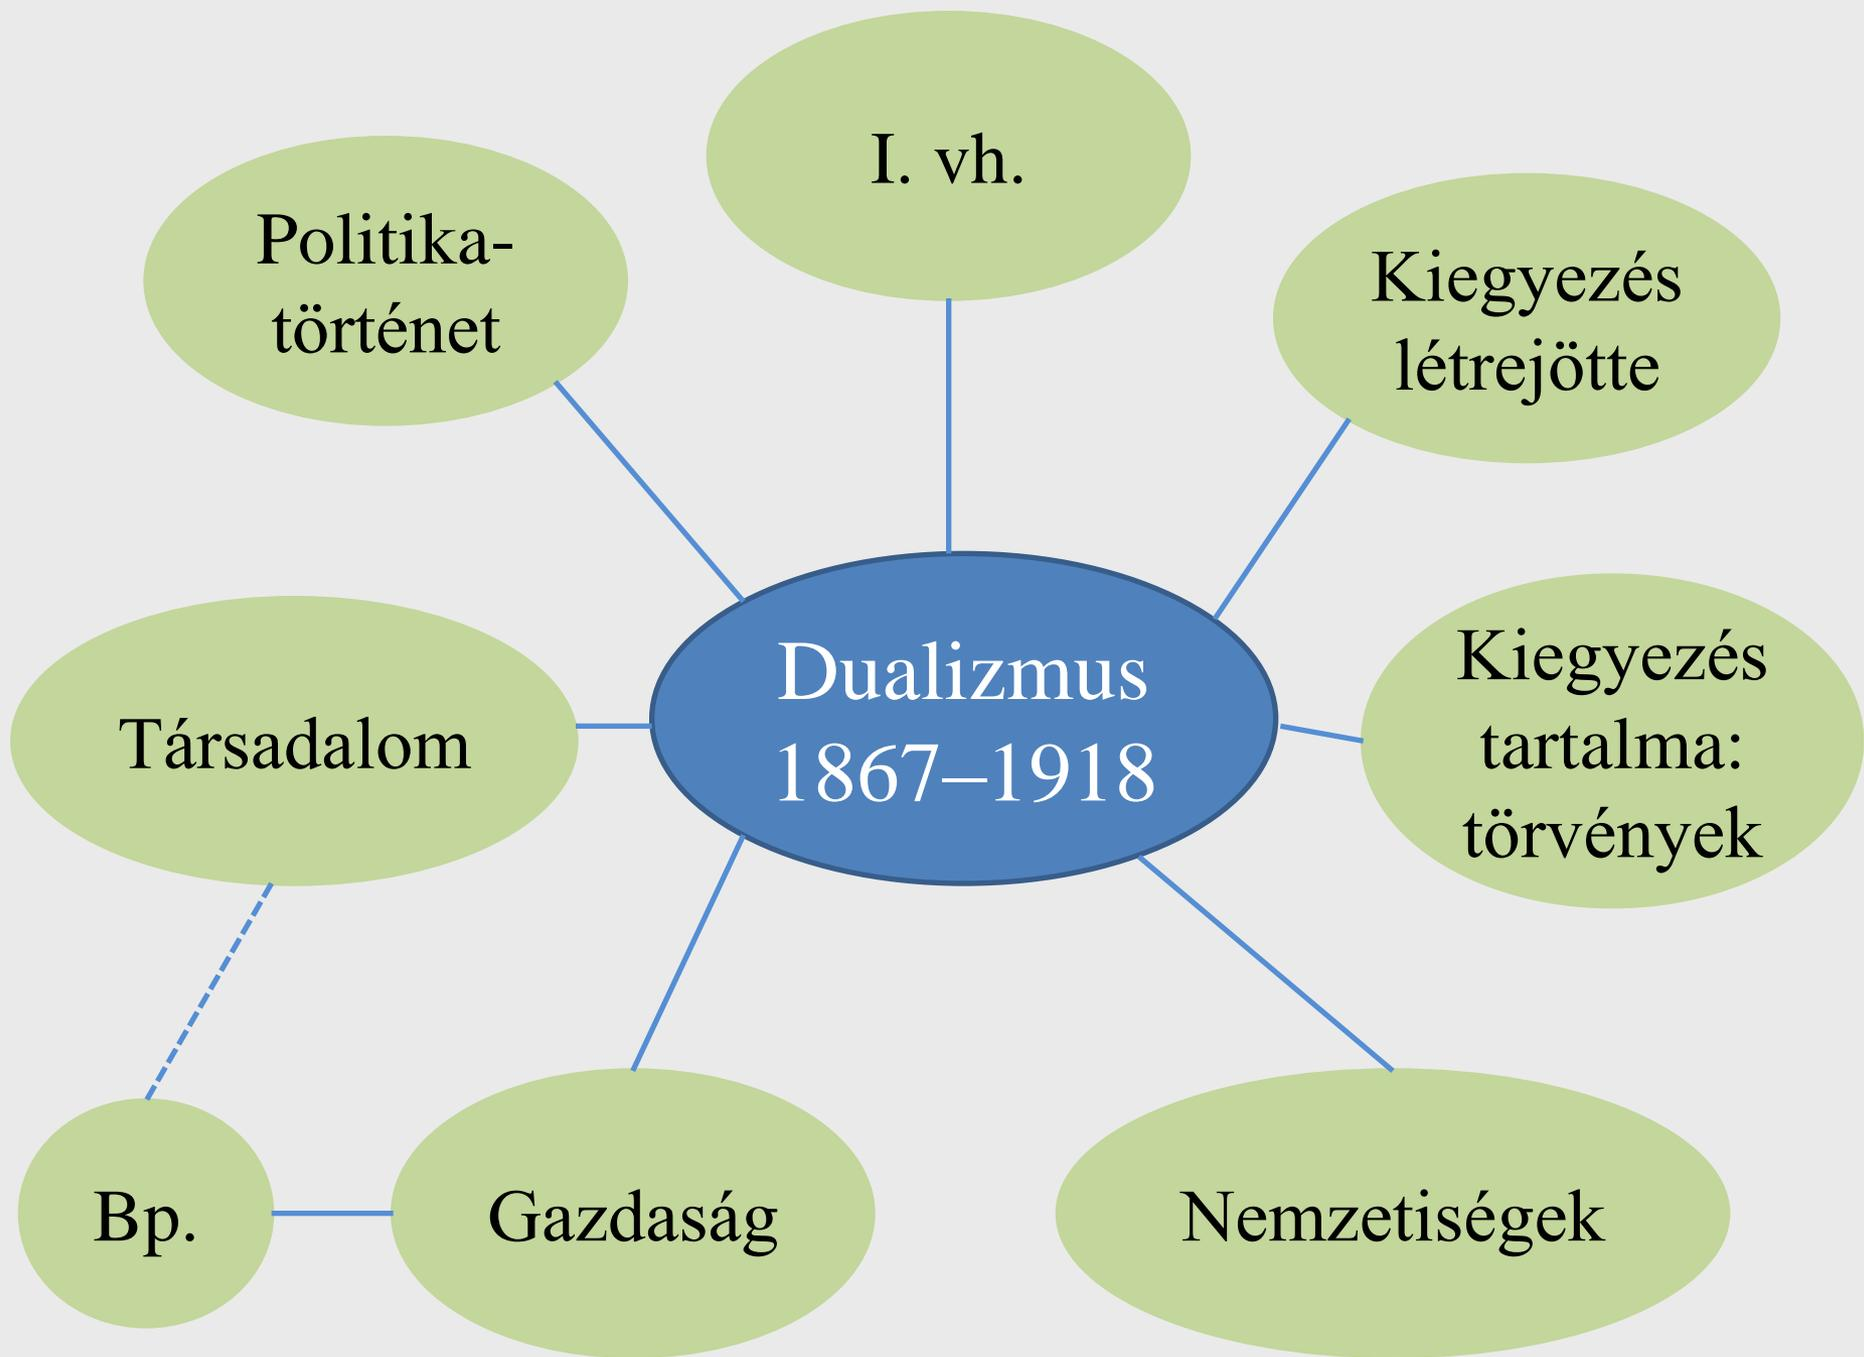 I. vh.
Politika-
történet
Kiegyezés
létrejötte
Dualizmus
1867–1918
Kiegyezés
tartalma:
törvények
Társadalom
Bp.
Gazdaság
Nemzetiségek